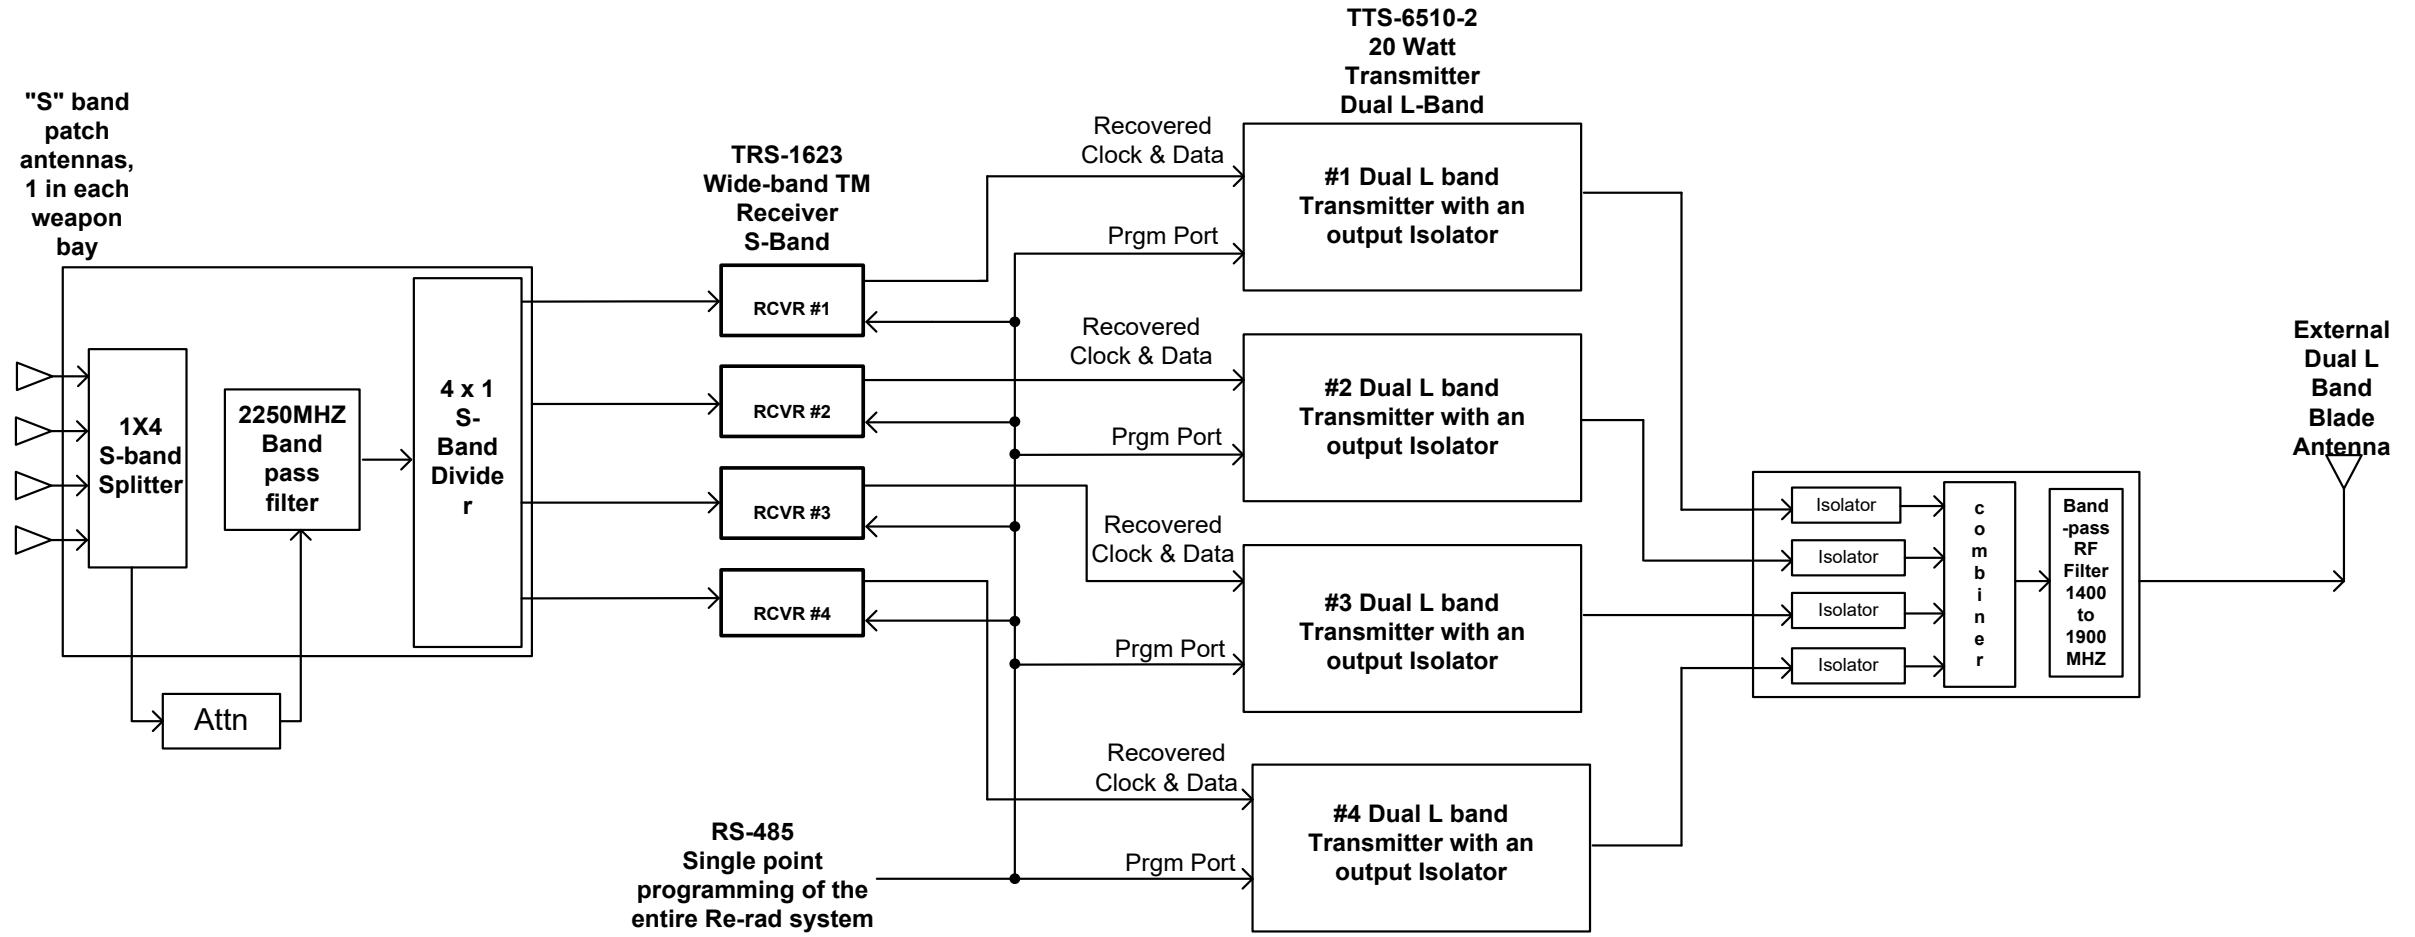 "S" band
patch
antennas,
1 in each
weapon
bay
1X4
S-band
Splitter
2250MHZ
Band
pass
filter
4 x 1
S-
Band
Divide
r
Attn
TRS-1623
Wide-band TM
Receiver
S-Band
RCVR #1
RCVR #2
RCVR #3
RCVR #4
RS-485
Single point
programming of the
entire Re-rad system
TTS-6510-2
20 Watt
Transmitter
Dual L-Band
Recovered
Clock & Data
Prgm Port
#1 Dual L band
Transmitter with an
output Isolator
Recovered
Clock & Data
Prgm Port
#2 Dual L band
Transmitter with an
output Isolator
Recovered
Clock & Data
Prgm Port
#3 Dual L band
Transmitter with an
output Isolator
Recovered
Clock & Data
Prgm Port
#4 Dual L band
Transmitter with an
output Isolator
Isolator
Isolator
Isolator
Isolator
c
o
m
b
i
n
e
r
Band
-pass
RF
Filter
1400
to
1900
MHZ
External
Dual L
Band
Blade
Antenna